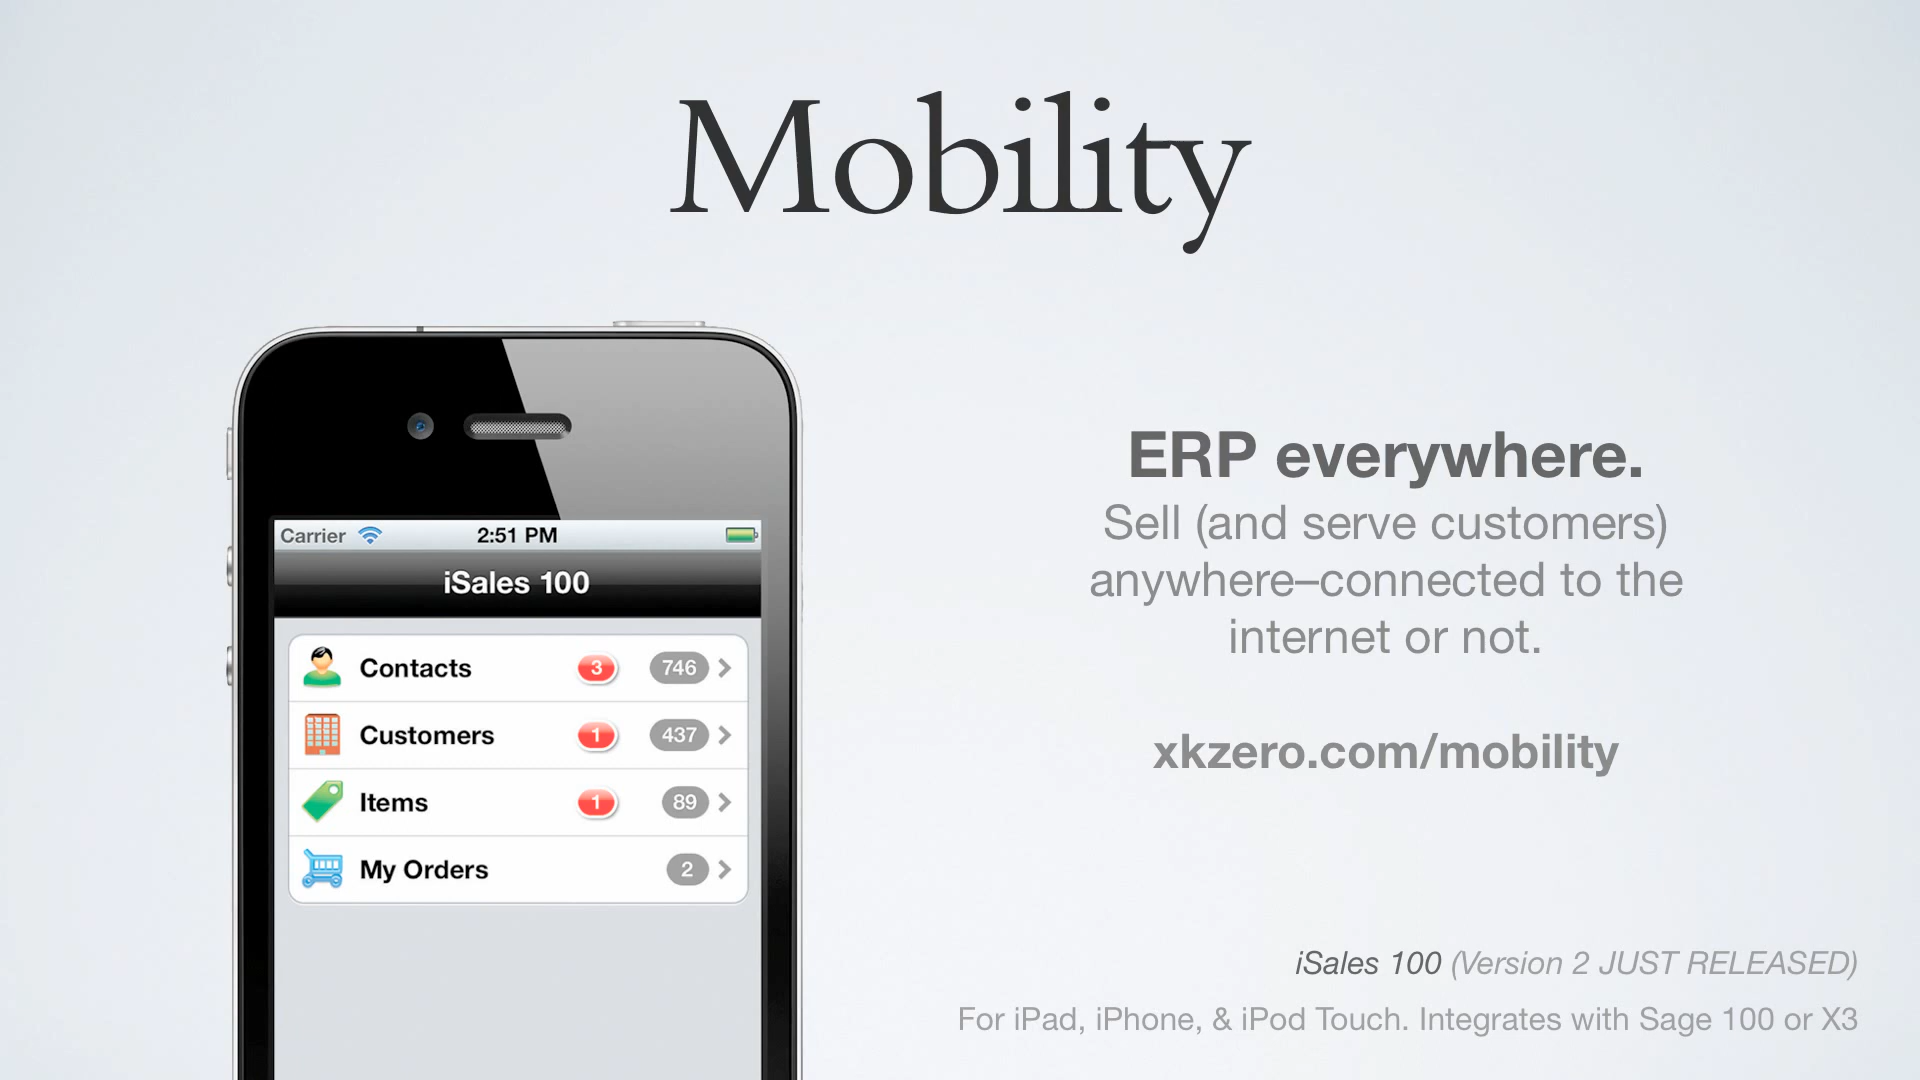 Mobility
Carrier 2:51 PM
iSales 100
Contacts 3 746
Customers 1 437
Items 1 89
My Orders 2
ERP everywhere.
Sell (and serve customers)
anywhere–connected to the
internet or not.
xkzero.com/mobility
iSales 100 (Version 2 JUST RELEASED)
For iPad, iPhone, & iPod Touch. Integrates with Sage 100 or X3